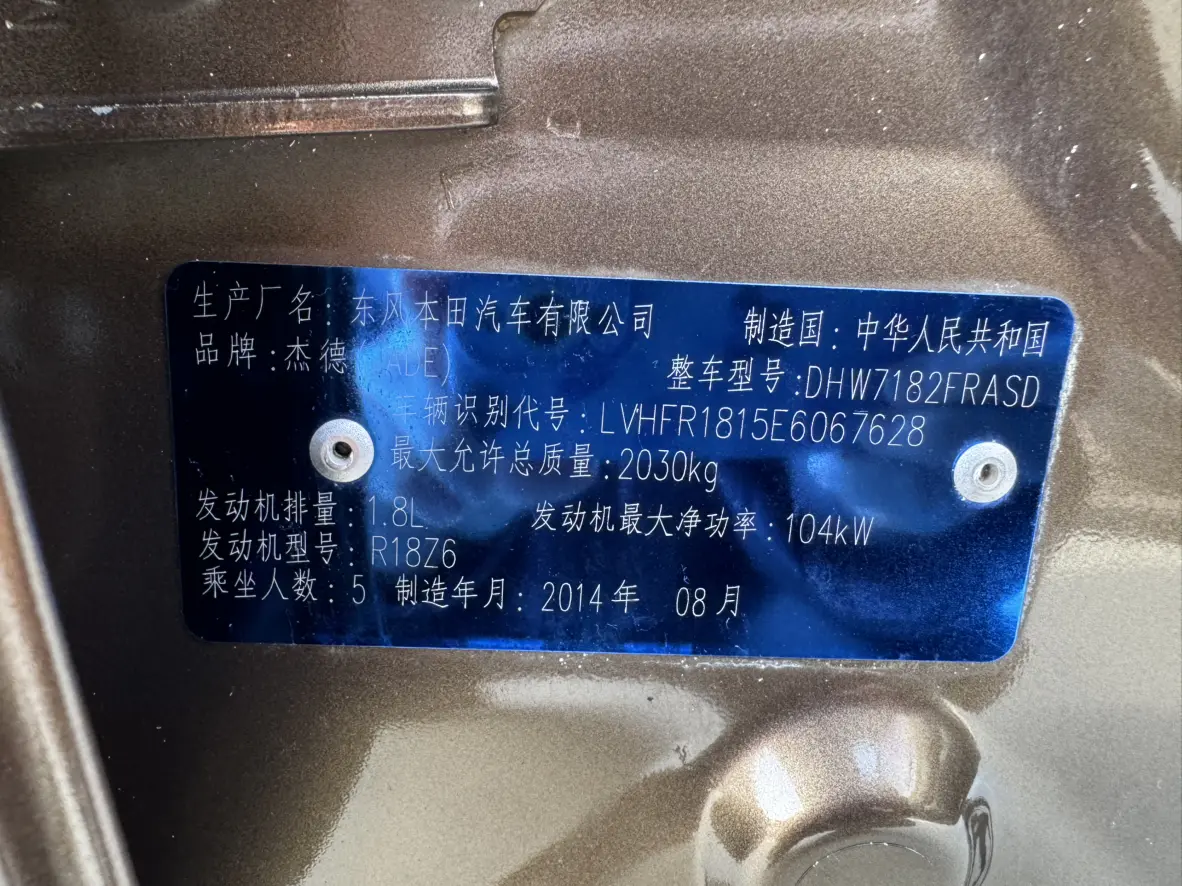 生产厂名：东风本田汽车有限公司 制造国：中华人民共和国
品牌：杰德(JADE) 整车型号：DHW7182FRASD
车辆识别代号：LVHFR1815E6067628
最大允许总质量：2030kg
发动机排量：1.8L 发动机最大净功率：104kW
发动机型号：R18Z6
乘坐人数：5 制造年月：2014年 08月